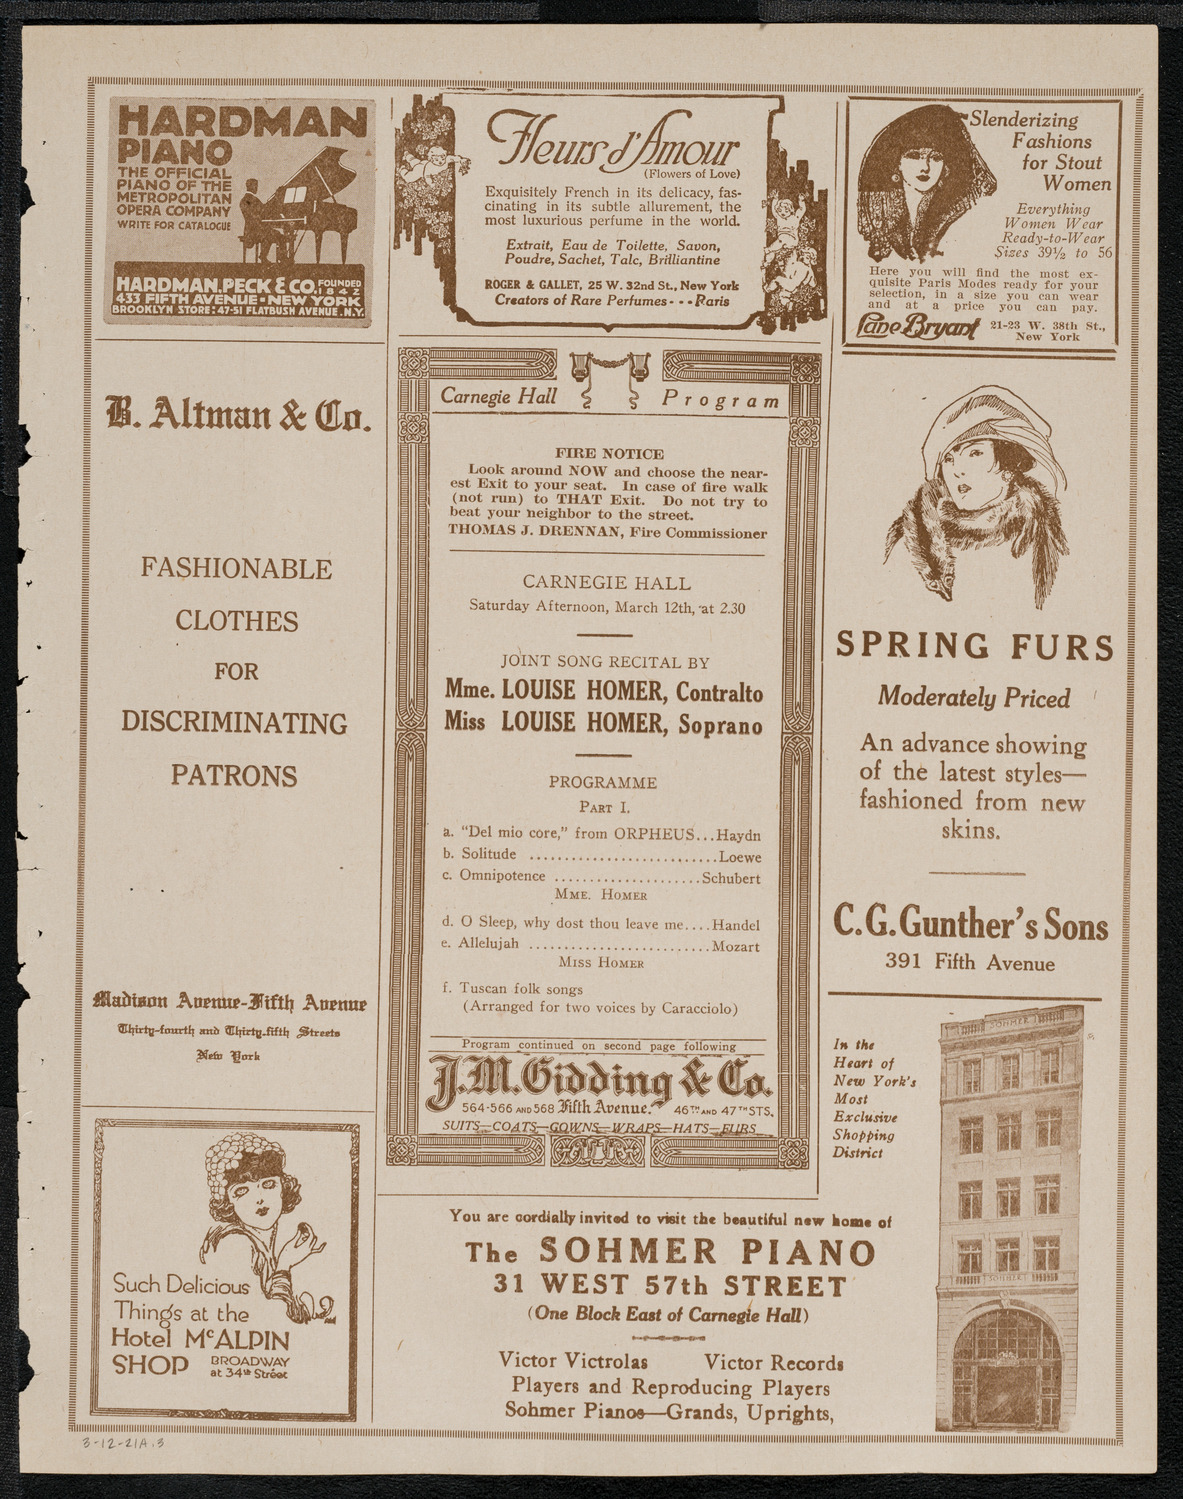 HARDMAN
PIANO
THE OFFICIAL
PIANO OF THE
METROPOLITAN
OPERA COMPANY
WRITE FOR CATALOGUE
HARDMAN, PECK & CO. FOUNDED 1842
433 FIFTH AVENUE • NEW YORK
BROOKLYN STORE: 47-51 FLATBUSH AVENUE. N.Y.
Fleurs d'Amour
(Flowers of Love)
Exquisitely French in its delicacy, fas-
cinating in its subtle allurement, the
most luxurious perfume in the world.
Extrait, Eau de Toilette, Savon,
Poudre, Sachet, Talc, Brilliantine
ROGER & GALLET, 25 W. 32nd St., New York
Creators of Rare Perfumes - - - Paris
Slenderizing
Fashions
for Stout
Women
Everything
Women Wear
Ready-to-Wear
Sizes 39½ to 56
Here you will find the most ex-
quisite Paris Modes ready for your
selection, in a size you can wear
and at a price you can pay.
Lane Bryant 21-23 W. 38th St.,
New York
B. Altman & Co.
FASHIONABLE
CLOTHES
FOR
DISCRIMINATING
PATRONS
Madison Avenue-Fifth Avenue
Thirty-fourth and Thirty-fifth Streets
New York
Such Delicious
Things at the
Hotel McALPIN
SHOP BROADWAY
at 34th Street
Carnegie Hall Program
FIRE NOTICE
Look around NOW and choose the near-
est Exit to your seat. In case of fire walk
(not run) to THAT Exit. Do not try to
beat your neighbor to the street.
THOMAS J. DRENNAN, Fire Commissioner
CARNEGIE HALL
Saturday Afternoon, March 12th, at 2.30
JOINT SONG RECITAL BY
Mme. LOUISE HOMER, Contralto
Miss LOUISE HOMER, Soprano
PROGRAMME
PART I.
a. "Del mio core," from ORPHEUS...Haydn
b. Solitude ...........................Loewe
c. Omnipotence .....................Schubert
MME. HOMER
d. O Sleep, why dost thou leave me....Handel
e. Allelujah ..........................Mozart
MISS HOMER
f. Tuscan folk songs
(Arranged for two voices by Caracciolo)
Program continued on second page following
J.M. Gidding & Co.
564-566 AND 568 Fifth Avenue. 46TH AND 47TH STS.
SUITS—COATS—GOWNS—WRAPS—HATS—FURS
SPRING FURS
Moderately Priced
An advance showing
of the latest styles—
fashioned from new
skins.
C.G. Gunther's Sons
391 Fifth Avenue
In the
Heart of
New York's
Most
Exclusive
Shopping
District
SOHMER
SOHMER
You are cordially invited to visit the beautiful new home of
The SOHMER PIANO
31 WEST 57th STREET
(One Block East of Carnegie Hall)
Victor Victrolas Victor Records
Players and Reproducing Players
Sohmer Pianos—Grands, Uprights,
3-12-21A.3